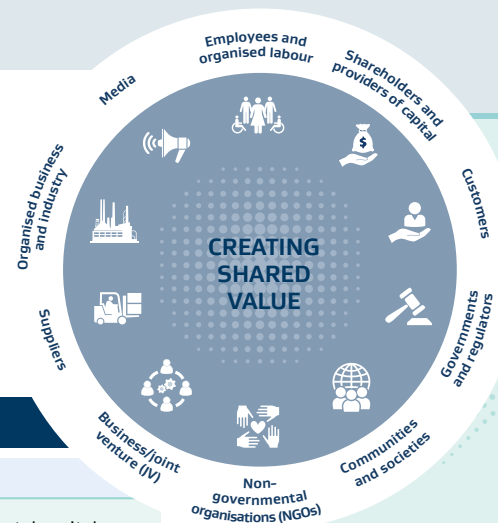 Employees and
organised labour
Shareholders and
providers of capital
Customers
Governments
and regulators
Communities
and societies
Non-
governmental
organisations (NGOs)
Business/joint
venture (JV)
Suppliers
Organised business
and industry
Media
CREATING
SHARED
VALUE
$